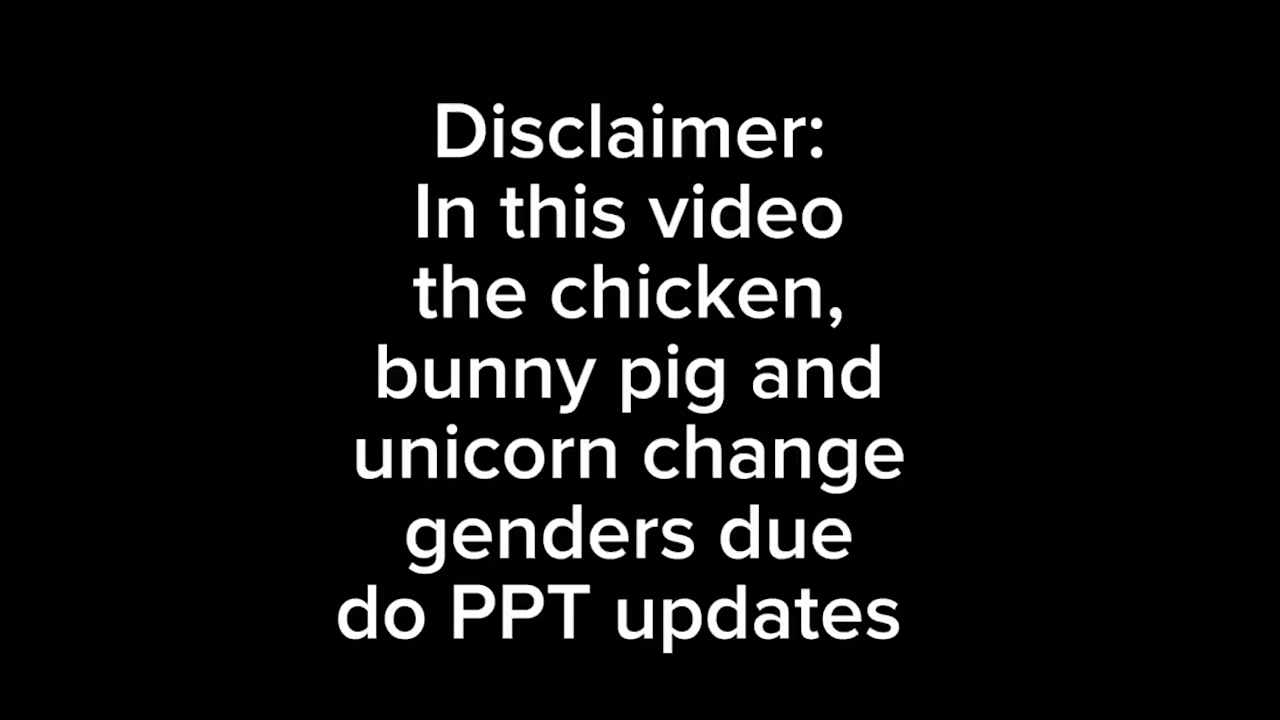 Disclaimer:
In this video
the chicken,
bunny pig and
unicorn change
genders due
do PPT updates